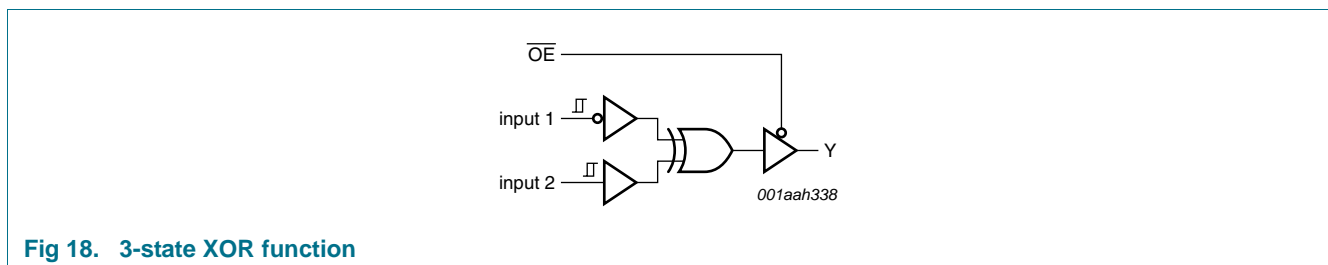 OE
input 1
input 2
Y
001aah338
Fig 18. 3-state XOR function